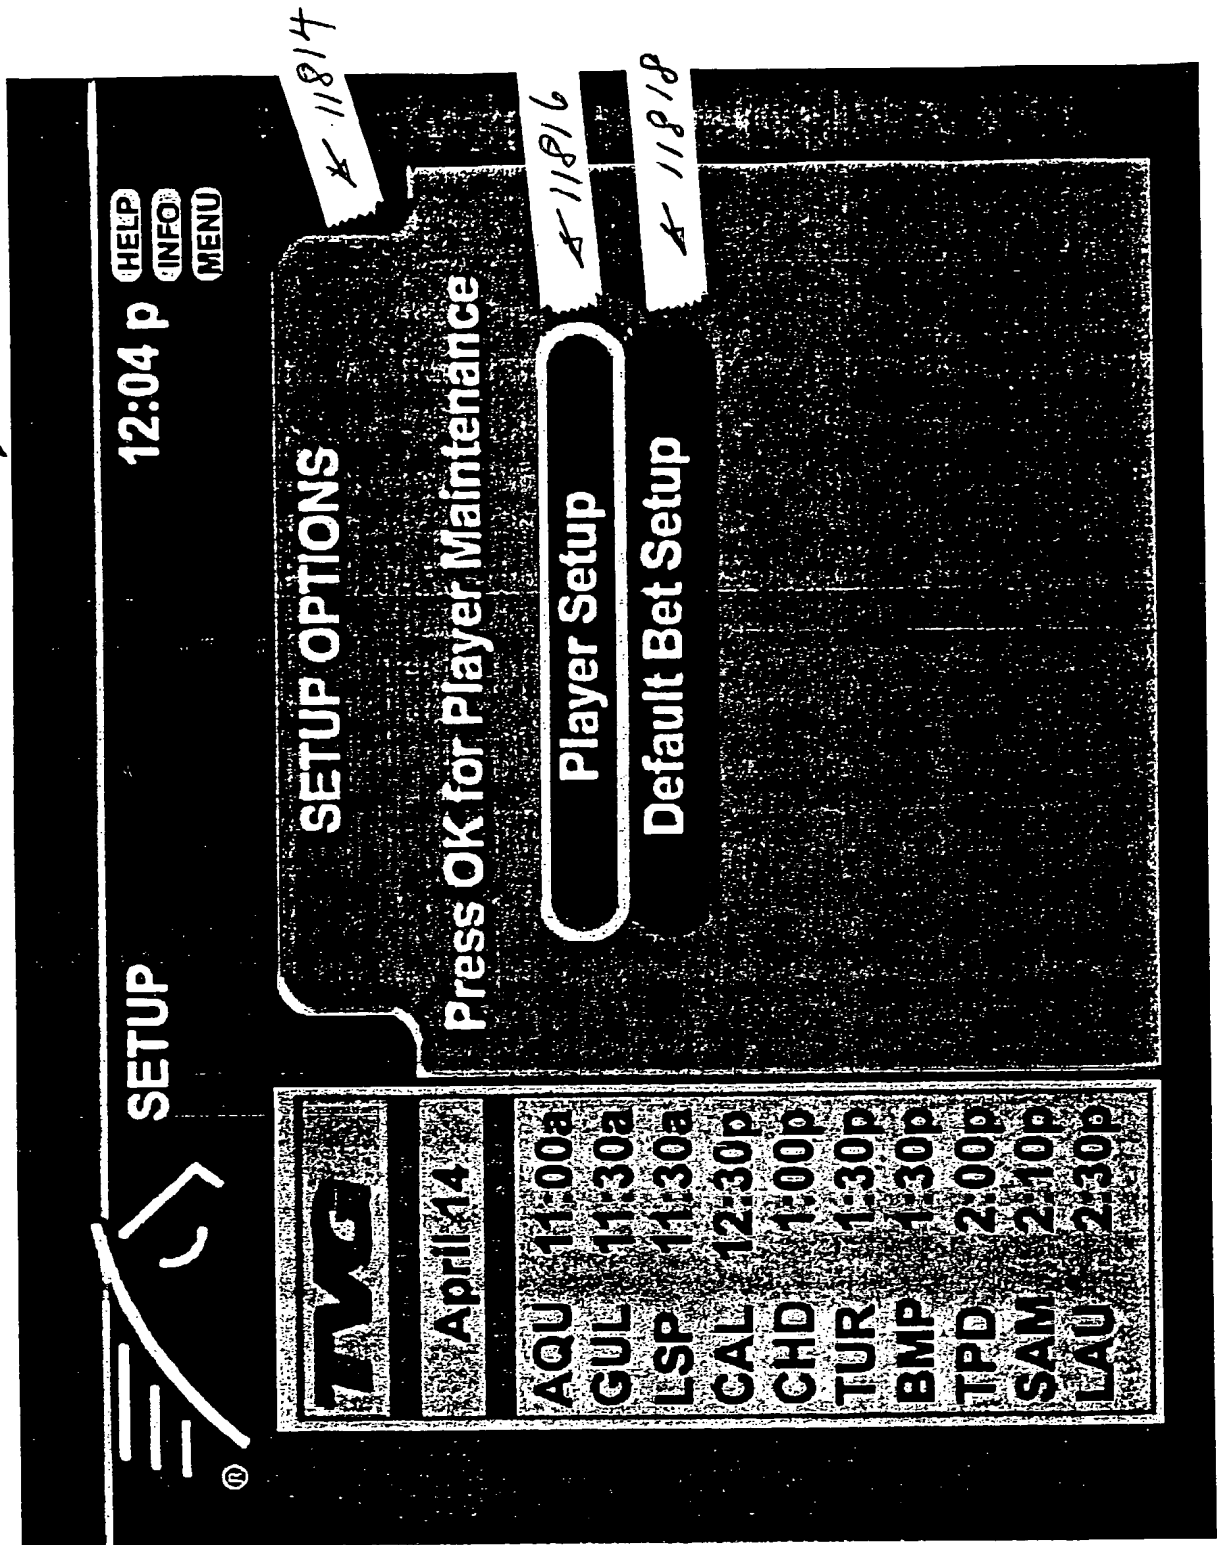 SETUP
12:04 p
HELP
INFO
MENU
®
TVG
April 14
AQU 11:00a
GUL 11:30a
LSP 11:30a
CAL 12:30p
CHD 1:00p
TUR 1:30p
BMP 1:30p
TPD 2:00p
SAM 2:10p
LAU 2:30p
SETUP OPTIONS
11814
Press OK for Player Maintenance
Player Setup
11816
Default Bet Setup
11818